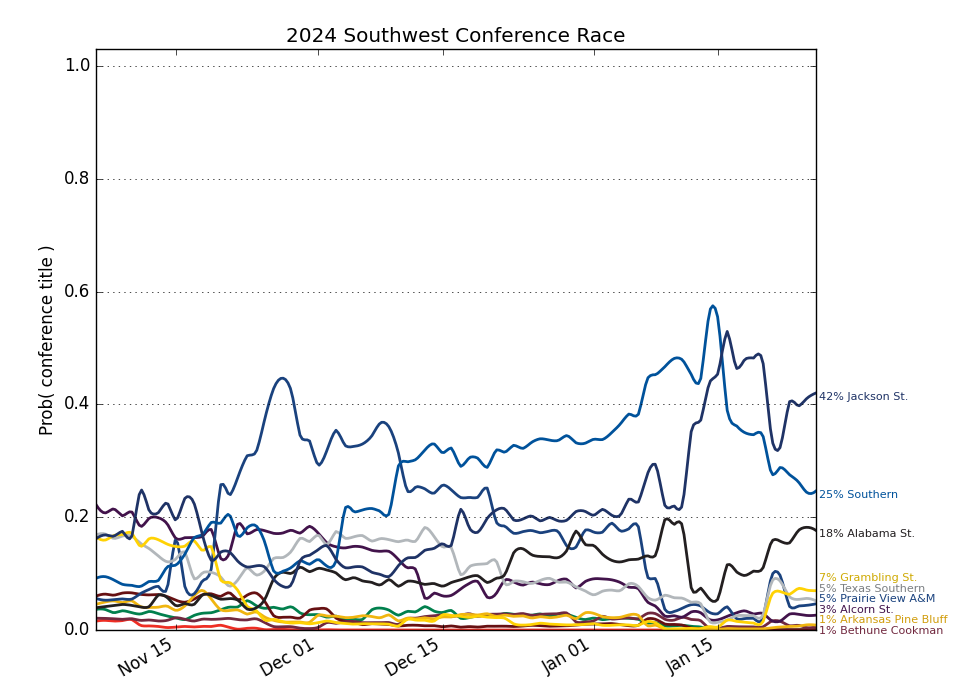 2024 Southwest Conference Race
Prob( conference title )
1.0
0.8
0.6
0.4
0.2
0.0
42% Jackson St.
25% Southern
18% Alabama St.
7% Grambling St.
5% Texas Southern
5% Prairie View A&M
3% Alcorn St.
1% Arkansas Pine Bluff
1% Bethune Cookman
Nov 15
Dec 01
Dec 15
Jan 01
Jan 15